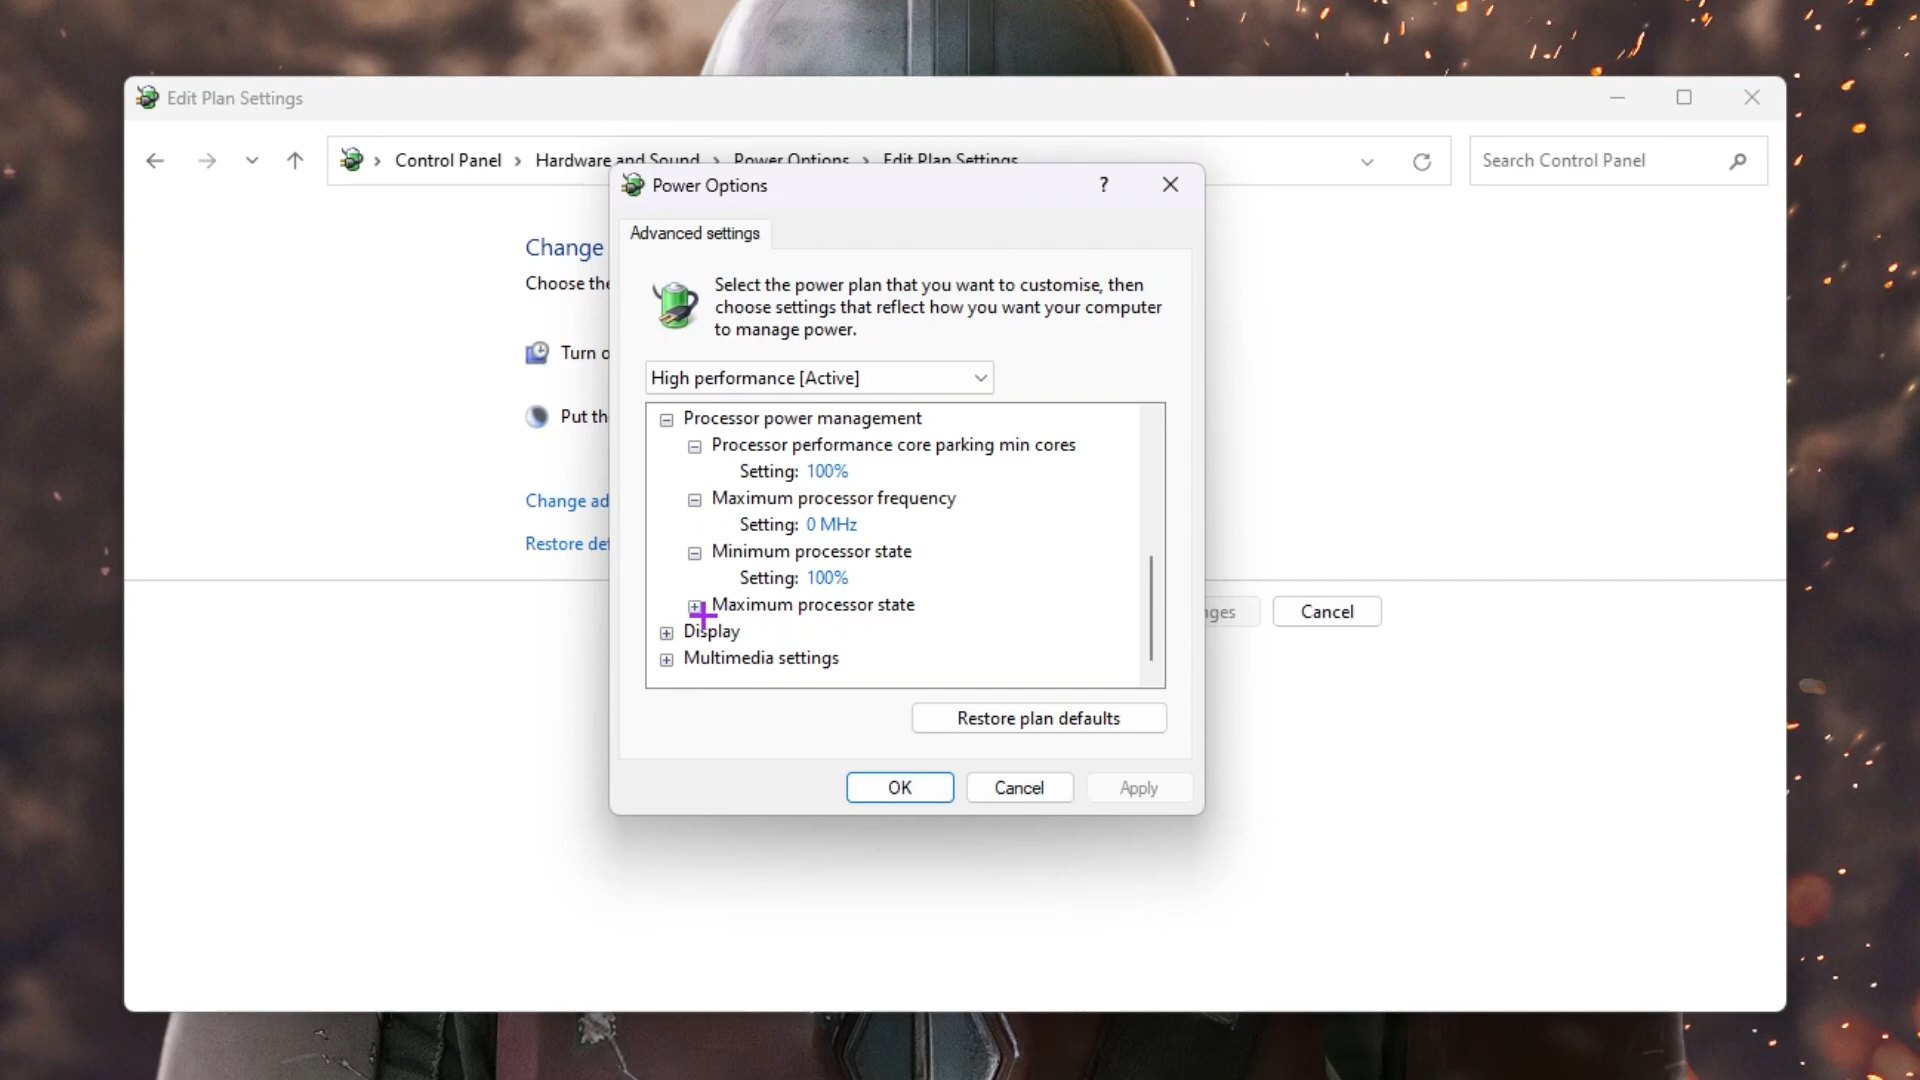 Edit Plan Settings
Control Panel › Hardware and Sound › Power Options › Edit Plan Settings
Search Control Panel
Power Options
?
Advanced settings
Change
Choose the
Turn o
Put th
Change ad
Restore def
Select the power plan that you want to customise, then
choose settings that reflect how you want your computer
to manage power.
High performance [Active]
Processor power management
Processor performance core parking min cores
Setting: 100%
Maximum processor frequency
Setting: 0 MHz
Minimum processor state
Setting: 100%
Maximum processor state
Display
Multimedia settings
Restore plan defaults
OK
Cancel
Apply
nges
Cancel